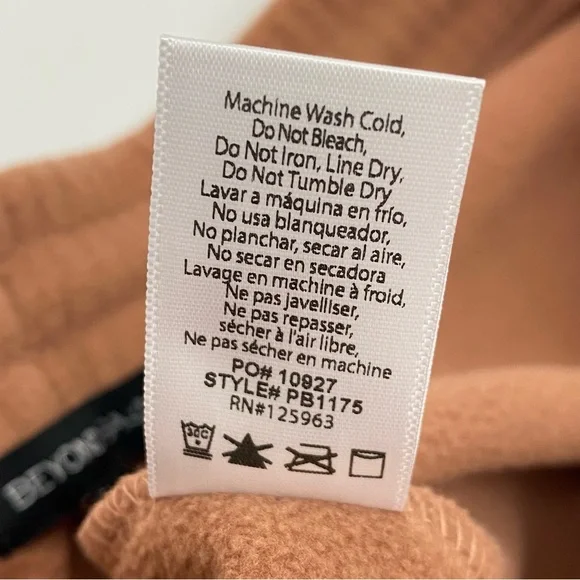 Machine Wash Cold,
Do Not Bleach,
Do Not Iron, Line Dry,
Do Not Tumble Dry
Lavar a máquina en frío,
No usa blanqueador,
No planchar, secar al aire,
No secar en secadora
Lavage en machine à froid,
Ne pas javelliser,
Ne pas repasser,
sécher à l'air libre,
Ne pas sécher en machine
PO# 10927
STYLE# PB1175
RN#125963